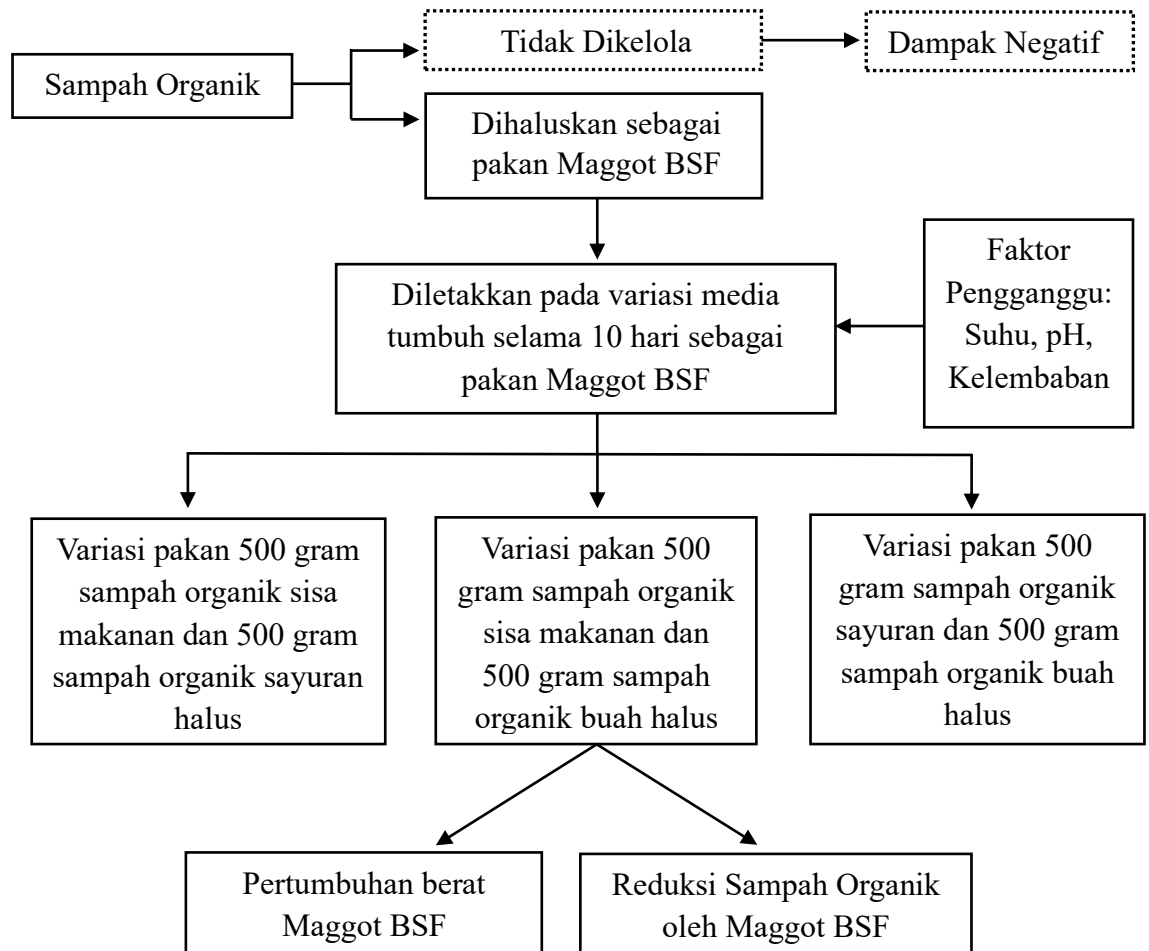 Tidak Dikelola
Dampak Negatif
Sampah Organik
Dihaluskan sebagai
pakan Maggot BSF
Faktor
Pengganggu:
Suhu, pH,
Kelembaban
Diletakkan pada variasi media
tumbuh selama 10 hari sebagai
pakan Maggot BSF
Variasi pakan 500 gram
sampah organik sisa
makanan dan 500 gram
sampah organik sayuran
halus
Variasi pakan 500
gram sampah organik
sisa makanan dan
500 gram sampah
organik buah halus
Variasi pakan 500
gram sampah organik
sayuran dan 500 gram
sampah organik buah
halus
Pertumbuhan berat
Maggot BSF
Reduksi Sampah Organik
oleh Maggot BSF